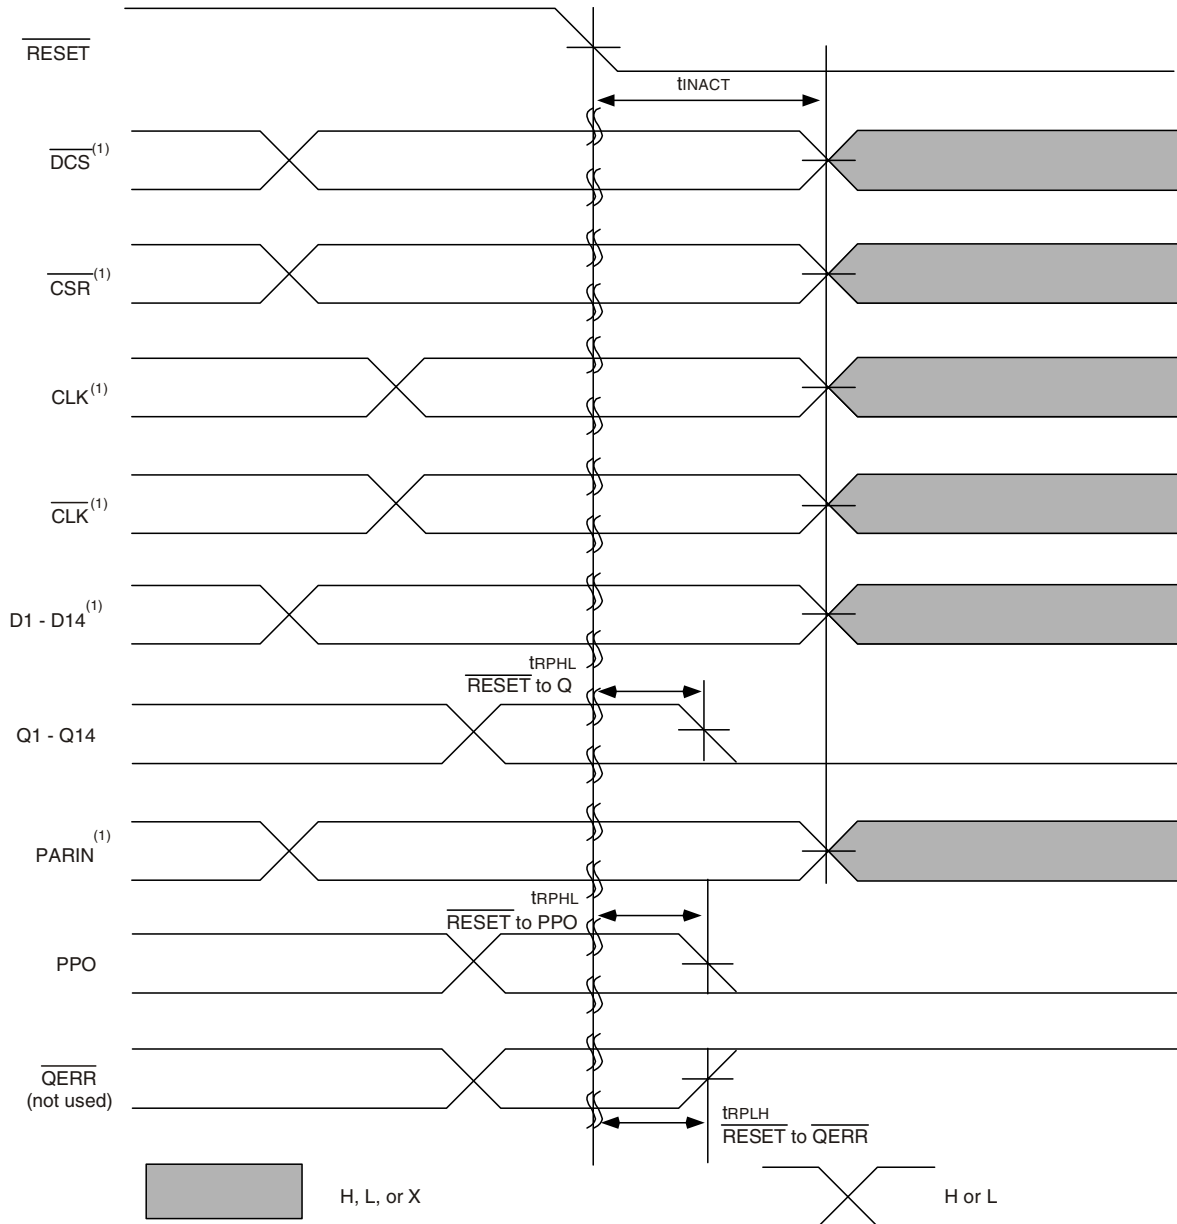 RESET
tINACT
DCS(1)
CSR(1)
CLK(1)
CLK(1)
D1 - D14(1)
tRPHL
RESET to Q
Q1 - Q14
PARIN(1)
tRPHL
RESET to PPO
PPO
QERR
(not used)
tRPLH
RESET to QERR
H, L, or X
H or L